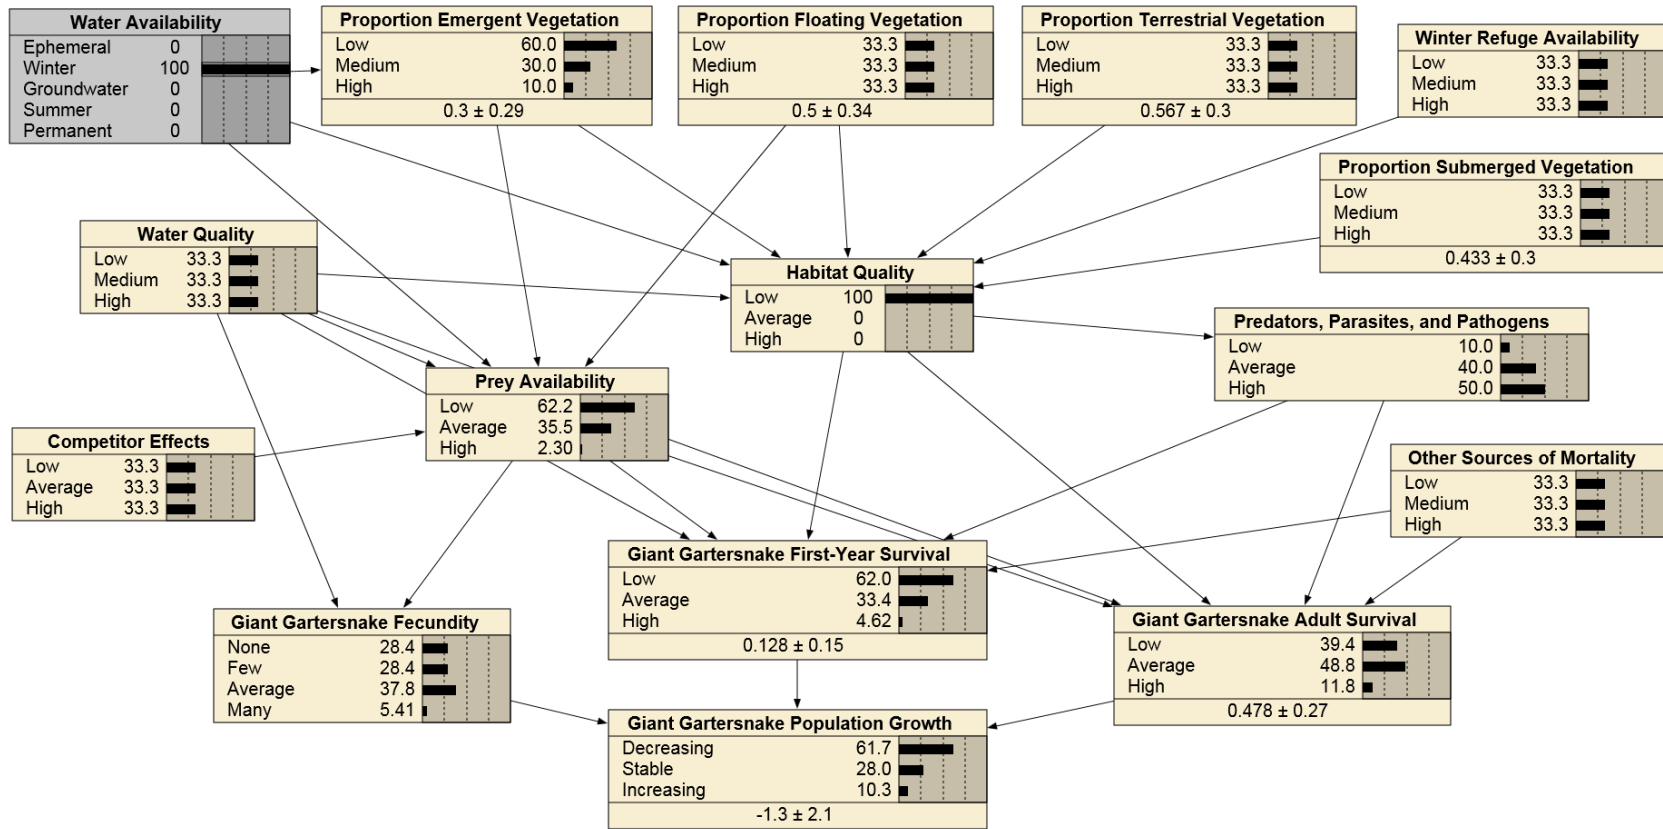 Water Availability
Ephemeral 0
Winter 100
Groundwater 0
Summer 0
Permanent 0
Proportion Emergent Vegetation
Low 60.0
Medium 30.0
High 10.0
0.3 ± 0.29
Proportion Floating Vegetation
Low 33.3
Medium 33.3
High 33.3
0.5 ± 0.34
Proportion Terrestrial Vegetation
Low 33.3
Medium 33.3
High 33.3
0.567 ± 0.3
Winter Refuge Availability
Low 33.3
Medium 33.3
High 33.3
Proportion Submerged Vegetation
Low 33.3
Medium 33.3
High 33.3
0.433 ± 0.3
Water Quality
Low 33.3
Medium 33.3
High 33.3
Habitat Quality
Low 100
Average 0
High 0
Predators, Parasites, and Pathogens
Low 10.0
Average 40.0
High 50.0
Prey Availability
Low 62.2
Average 35.5
High 2.30
Competitor Effects
Low 33.3
Average 33.3
High 33.3
Other Sources of Mortality
Low 33.3
Medium 33.3
High 33.3
Giant Gartersnake First-Year Survival
Low 62.0
Average 33.4
High 4.62
0.128 ± 0.15
Giant Gartersnake Fecundity
None 28.4
Few 28.4
Average 37.8
Many 5.41
Giant Gartersnake Adult Survival
Low 39.4
Average 48.8
High 11.8
0.478 ± 0.27
Giant Gartersnake Population Growth
Decreasing 61.7
Stable 28.0
Increasing 10.3
-1.3 ± 2.1